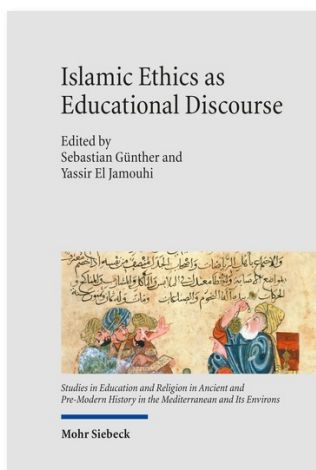 Islamic Ethics as
Educational Discourse
Edited by
Sebastian Günther and
Yassir El Jamouhi
Studies in Education and Religion in Ancient and
Pre-Modern History in the Mediterranean and Its Environs
Mohr Siebeck